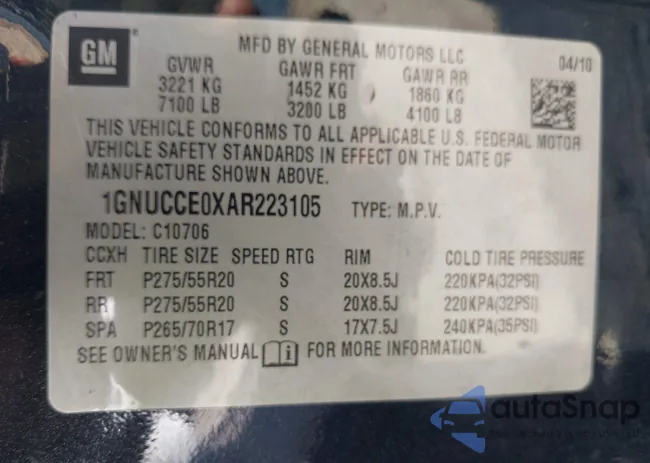 GM
MFD BY GENERAL MOTORS LLC
GVWR GAWR FRT GAWR RR 04/10
3221 KG 1452 KG 1860 KG
7100 LB 3200 LB 4100 LB
THIS VEHICLE CONFORMS TO ALL APPLICABLE U.S. FEDERAL MOTOR
VEHICLE SAFETY STANDARDS IN EFFECT ON THE DATE OF
MANUFACTURE SHOWN ABOVE.
1GNUCCE0XAR223105 TYPE: M.P.V.
MODEL: C10706
CCXH TIRE SIZE SPEED RTG RIM COLD TIRE PRESSURE
FRT P275/55R20 S 20X8.5J 220KPA(32PSI)
RR P275/55R20 S 20X8.5J 220KPA(32PSI)
SPA P265/70R17 S 17X7.5J 240KPA(35PSI)
SEE OWNER'S MANUAL i FOR MORE INFORMATION.
autoSnap